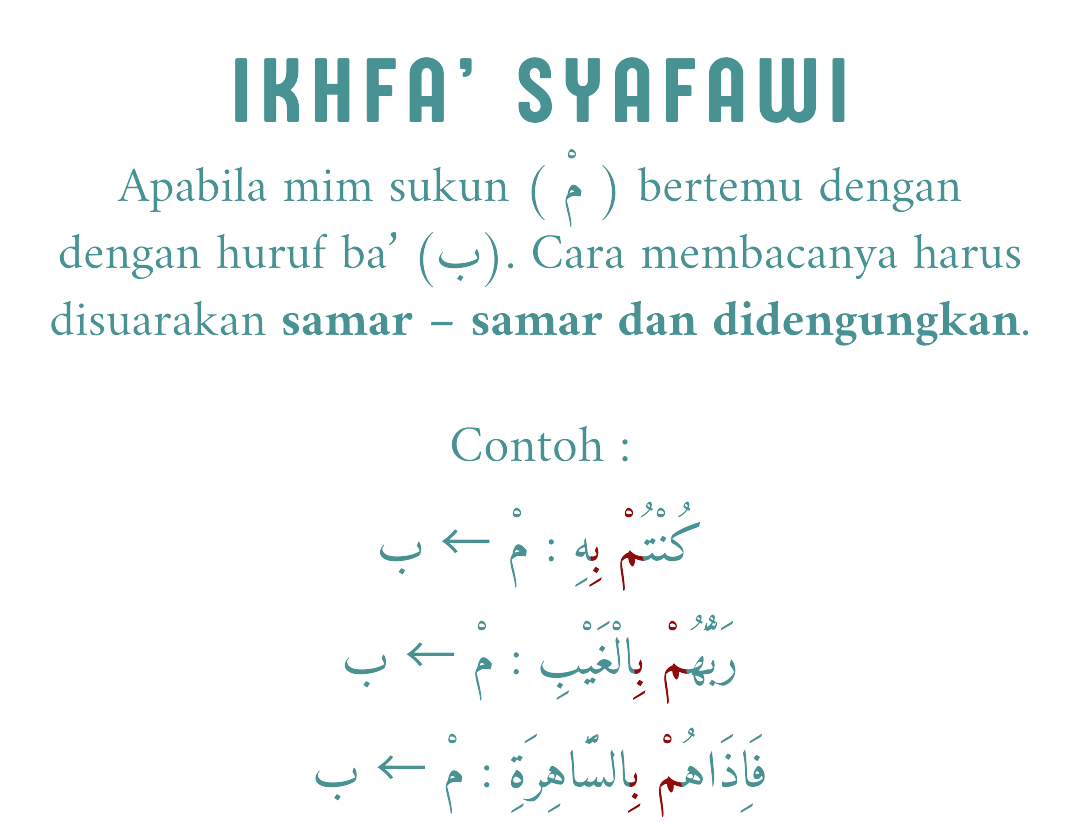 IKHFA’ SYAFAWI
Apabila mim sukun ( مْ ) bertemu dengan
dengan huruf ba’ (ب). Cara membacanya harus
disuarakan samar – samar dan didengungkan.
Contoh :
كُنْتُمْ بِهِ : مْ ← ب
رَبُّهُمْ بِالْغَيْبِ : مْ ← ب
فَاِذَاهُمْ بِالسَّاهِرَةِ : مْ ← ب